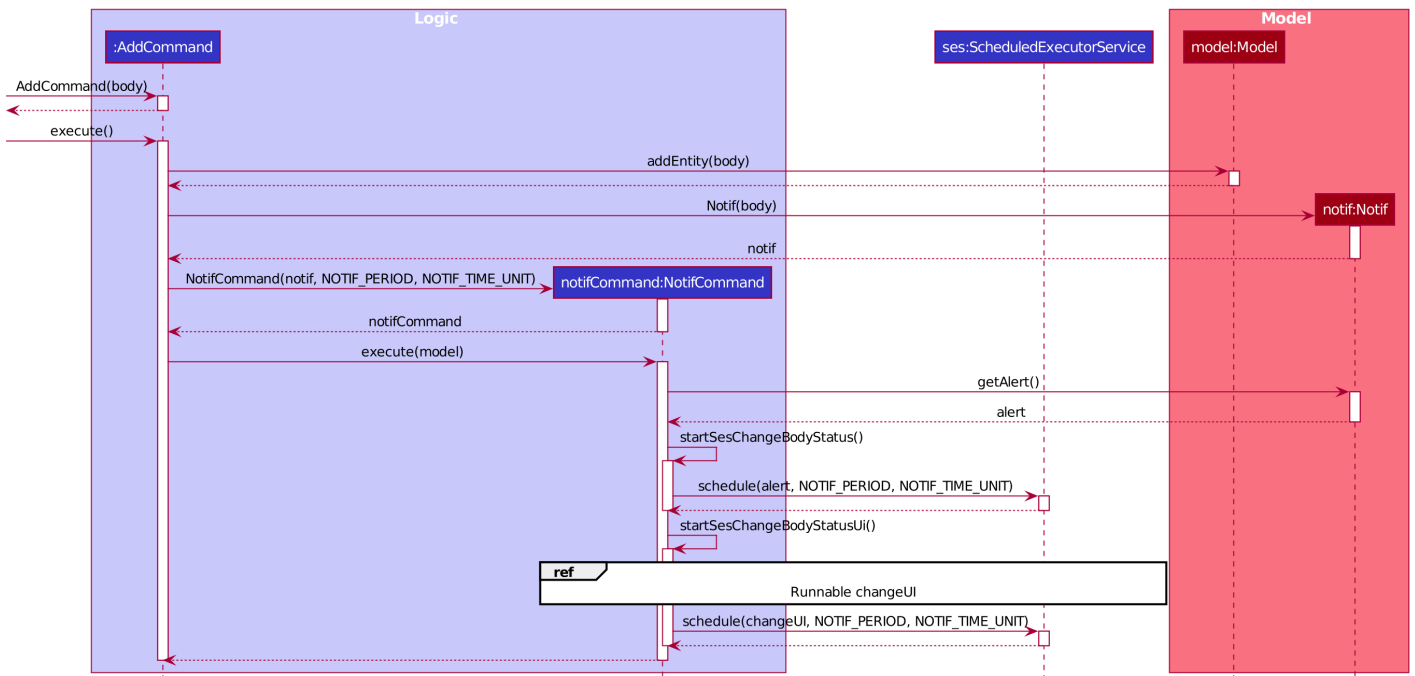 Logic
Model
:AddCommand
ses:ScheduledExecutorService
model:Model
AddCommand(body)
execute()
addEntity(body)
Notif(body)
notif:Notif
notif
NotifCommand(notif, NOTIF_PERIOD, NOTIF_TIME_UNIT)
notifCommand:NotifCommand
notifCommand
execute(model)
getAlert()
alert
startSesChangeBodyStatus()
schedule(alert, NOTIF_PERIOD, NOTIF_TIME_UNIT)
startSesChangeBodyStatusUi()
ref
Runnable changeUI
schedule(changeUI, NOTIF_PERIOD, NOTIF_TIME_UNIT)